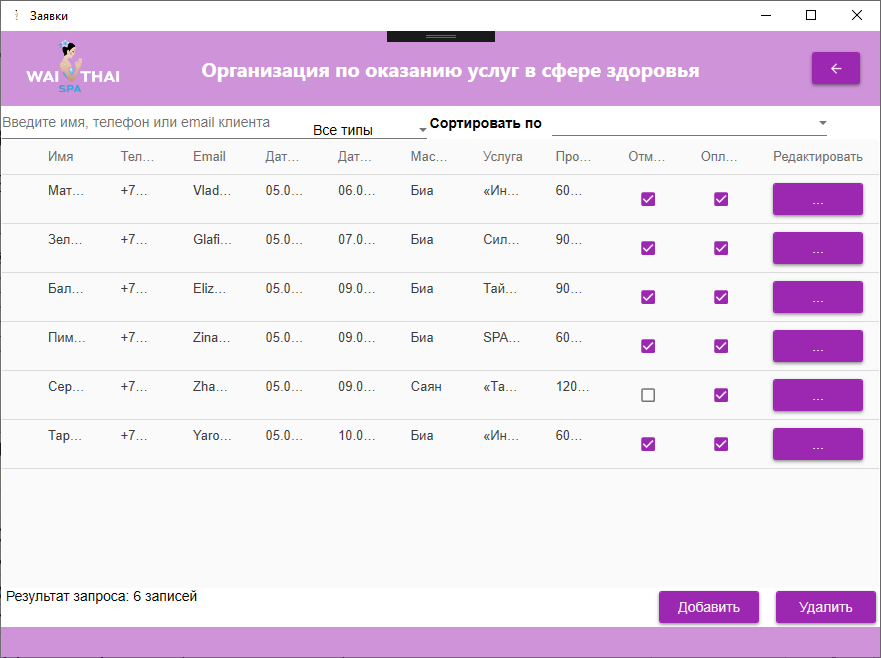 Заявки
WAI THAI
SPA
Организация по оказанию услуг в сфере здоровья
Введите имя, телефон или email клиента Все типы Сортировать по
Имя Тел... Email Дат... Дат... Мас... Услуга Про... Отм... Опл... Редактировать
Мат... +7... Vlad... 05.0... 06.0... Биа «Ин... 60... ...
Зел... +7... Glafi... 05.0... 07.0... Биа Сил... 90... ...
Бал... +7... Eliz... 05.0... 09.0... Биа Тай... 90... ...
Пим... +7... Zina... 05.0... 09.0... Биа SPA... 60... ...
Сер... +7... Zha... 05.0... 09.0... Саян «Та... 120... ...
Тар... +7... Yaro... 05.0... 10.0... Биа «Ин... 60... ...
Результат запроса: 6 записей
Добавить Удалить